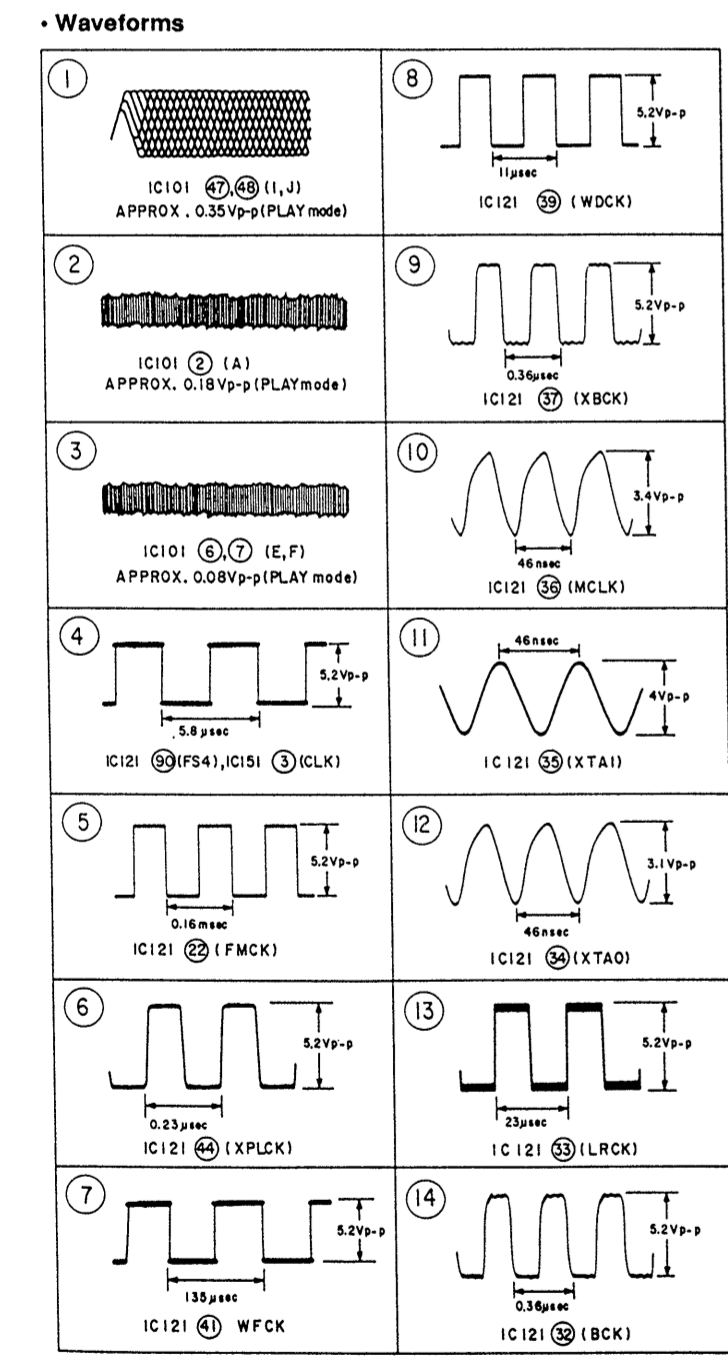 • Waveforms
①
IC101 ㊼,㊽ (I,J)
APPROX. 0.35Vp-p(PLAY mode)
②
IC101 ② (A)
APPROX. 0.18Vp-p(PLAY mode)
③
IC101 ⑥,⑦ (E,F)
APPROX. 0.08Vp-p(PLAY mode)
④
5.2Vp-p
5.8 µsec
IC121 90(FS4),IC151 ③(CLK)
⑤
5.2Vp-p
0.16msec
IC121 ㉒ (FMCK)
⑥
5.2Vp-p
0.23µsec
IC121 ㊹ (XPLCK)
⑦
5.2Vp-p
135µsec
IC121 ㊶ WFCK
⑧
5.2Vp-p
11µsec
IC121 ㊴ (WDCK)
⑨
5.2Vp-p
0.36µsec
IC121 ㊲ (XBCK)
⑩
3.4Vp-p
46nsec
IC121 ㊱ (MCLK)
⑪
46nsec
4Vp-p
IC121 ㉟ (XTAI)
⑫
3.1Vp-p
46nsec
IC121 ㉞ (XTAO)
⑬
5.2Vp-p
23µsec
IC121 ㉝ (LRCK)
⑭
5.2Vp-p
0.36µsec
IC121 ㉜ (BCK)